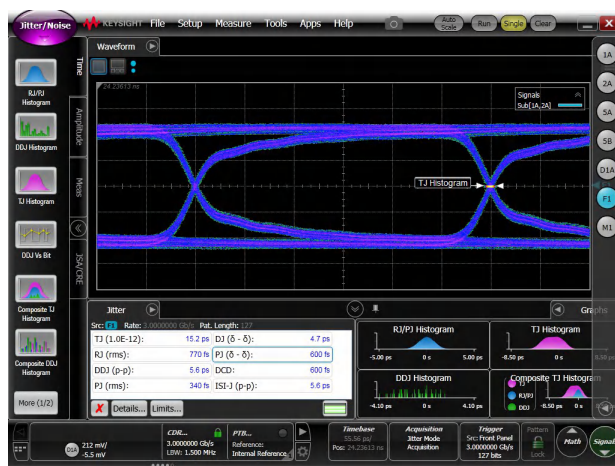 Jitter/Noise
KEYSIGHT File Setup Measure Tools Apps Help Auto Scale Run Single Clear
Waveform
24.23613 ns
Signals
Sub[1A,2A]
TJ Histogram
RJ/PJ Histogram
DDJ Histogram
TJ Histogram
DDJ Vs Bit
Composite TJ Histogram
Composite DDJ Histogram
More (1/2)
Time
Amplitude
Meas
JSA/CRE
1A
2A
5A
5B
D1A
F1
M1
Jitter
Graphs
Src: F1 Rate: 3.0000000 Gb/s Pat. Length: 127
TJ (1.0E-12): 15.2 ps DJ (δ - δ): 4.7 ps
RJ (rms): 770 fs PJ (δ - δ): 600 fs
DDJ (p-p): 5.6 ps DCD: 600 fs
PJ (rms): 340 fs ISI-J (p-p): 5.6 ps
Details... Limits...
RJ/PJ Histogram
-5.00 ps 0 s 5.00 ps
TJ Histogram
-8.50 ps 0 s 8.50 ps
DDJ Histogram
-4.10 ps 0 s 4.10 ps
Composite TJ Histogram
TJ
RJ/PJ
DDJ
-8.50 ps 0 s
D1A
212 mV/
-5.5 mV
CDR...
3.0000000 Gb/s
LBW: 1.500 MHz
PTB...
Reference:
Internal Reference
Timebase
55.56 ps/
Pos: 24.23613 ns
Acquisition
Jitter Mode
Acquisition
Trigger
Src: Front Panel
3.0000000 Gb/s
127 bits
Pattern
Lock
Math
Signals